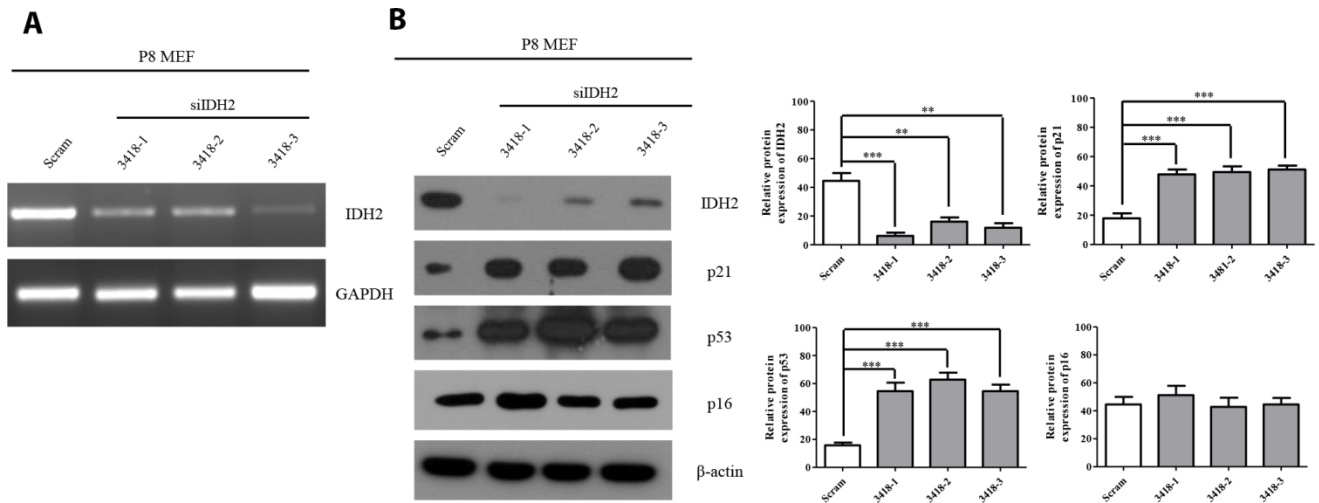 A
P8 MEF
siIDH2
Scram
3418-1
3418-2
3418-3
IDH2
GAPDH
B
P8 MEF
siIDH2
Scram
3418-1
3418-2
3418-3
IDH2
p21
p53
p16
β-actin
Relative protein
expression of IDH2
100
80
60
40
20
0
***
**
**
Scram
3418-1
3418-2
3418-3
Relative protein
expression of p21
100
80
60
40
20
0
***
***
***
Scram
3418-1
3481-2
3418-3
Relative protein
expression of p53
100
80
60
40
20
0
***
***
***
Scram
3418-1
3418-2
3418-3
Relative protein
expression of p16
100
80
60
40
20
0
Scram
3418-1
3418-2
3418-3